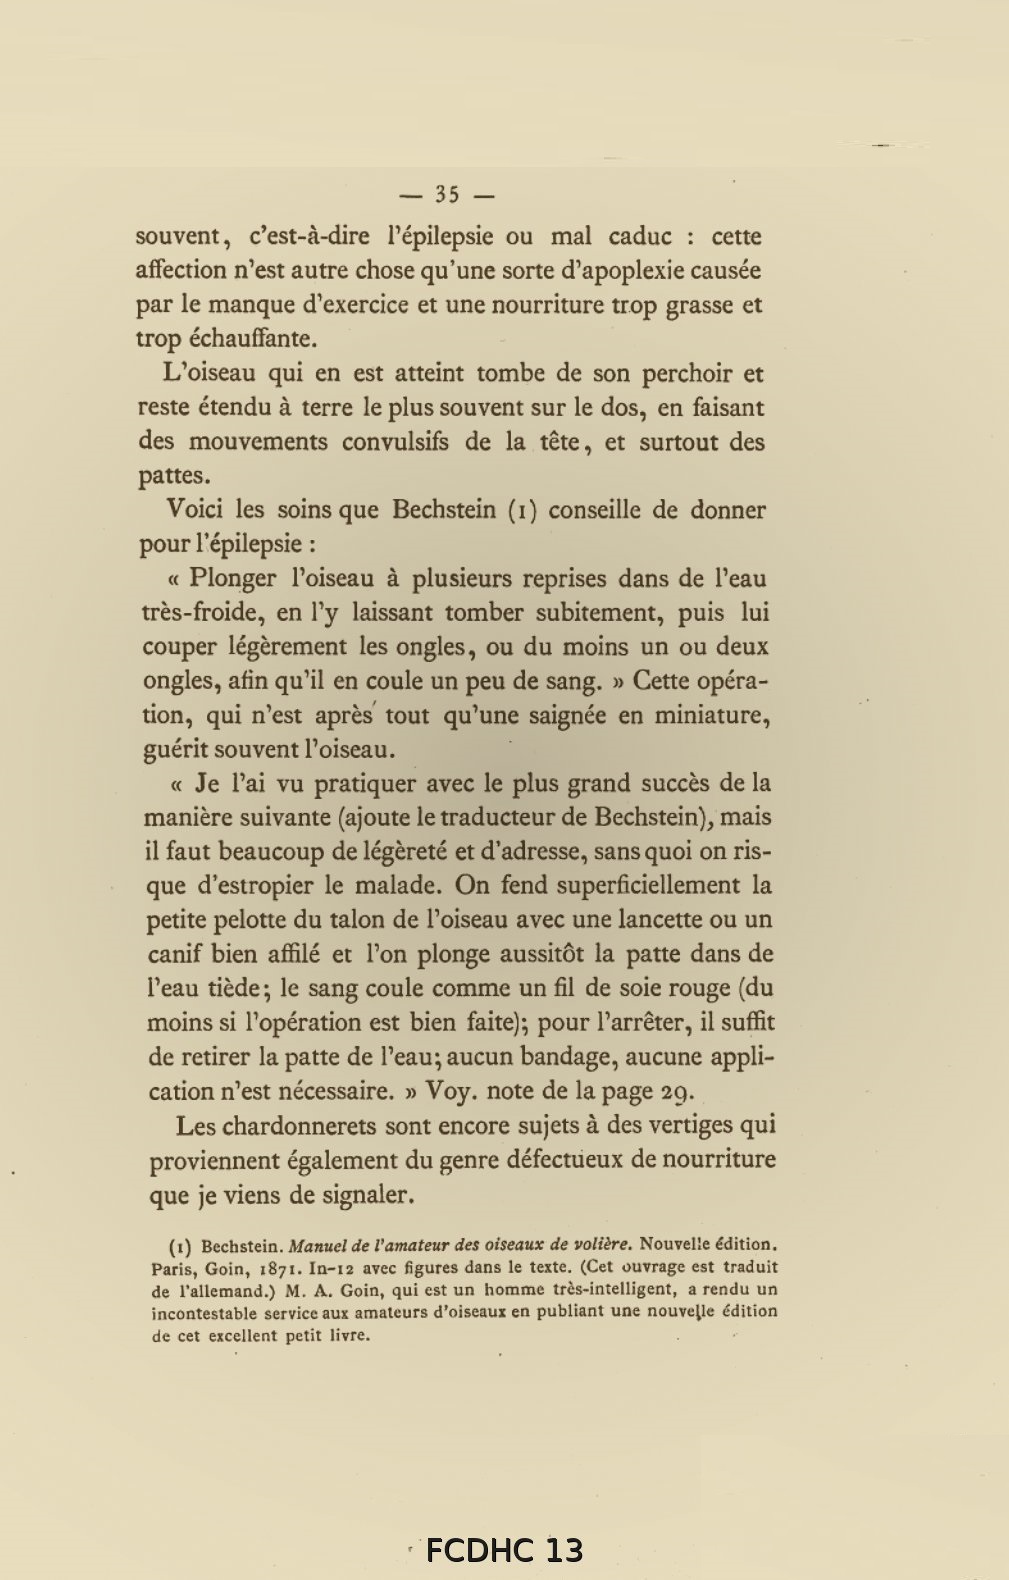 — 35 —
souvent, c'est-à-dire l'épilepsie ou mal caduc : cette
affection n'est autre chose qu'une sorte d'apoplexie causée
par le manque d'exercice et une nourriture trop grasse et
trop échauffante.
L'oiseau qui en est atteint tombe de son perchoir et
reste étendu à terre le plus souvent sur le dos, en faisant
des mouvements convulsifs de la tête, et surtout des
pattes.
Voici les soins que Bechstein (1) conseille de donner
pour l'épilepsie :
« Plonger l'oiseau à plusieurs reprises dans de l'eau
très-froide, en l'y laissant tomber subitement, puis lui
couper légèrement les ongles, ou du moins un ou deux
ongles, afin qu'il en coule un peu de sang. » Cette opéra-
tion, qui n'est après tout qu'une saignée en miniature,
guérit souvent l'oiseau.
« Je l'ai vu pratiquer avec le plus grand succès de la
manière suivante (ajoute le traducteur de Bechstein), mais
il faut beaucoup de légèreté et d'adresse, sans quoi on ris-
que d'estropier le malade. On fend superficiellement la
petite pelotte du talon de l'oiseau avec une lancette ou un
canif bien affilé et l'on plonge aussitôt la patte dans de
l'eau tiède; le sang coule comme un fil de soie rouge (du
moins si l'opération est bien faite); pour l'arrêter, il suffit
de retirer la patte de l'eau; aucun bandage, aucune appli-
cation n'est nécessaire. » Voy. note de la page 29.
Les chardonnerets sont encore sujets à des vertiges qui
proviennent également du genre défectueux de nourriture
que je viens de signaler.
(1) Bechstein. Manuel de l'amateur des oiseaux de volière. Nouvelle édition.
Paris, Goin, 1871. In-12 avec figures dans le texte. (Cet ouvrage est traduit
de l'allemand.) M. A. Goin, qui est un homme très-intelligent, a rendu un
incontestable service aux amateurs d'oiseaux en publiant une nouvelle édition
de cet excellent petit livre.
FCDHC 13